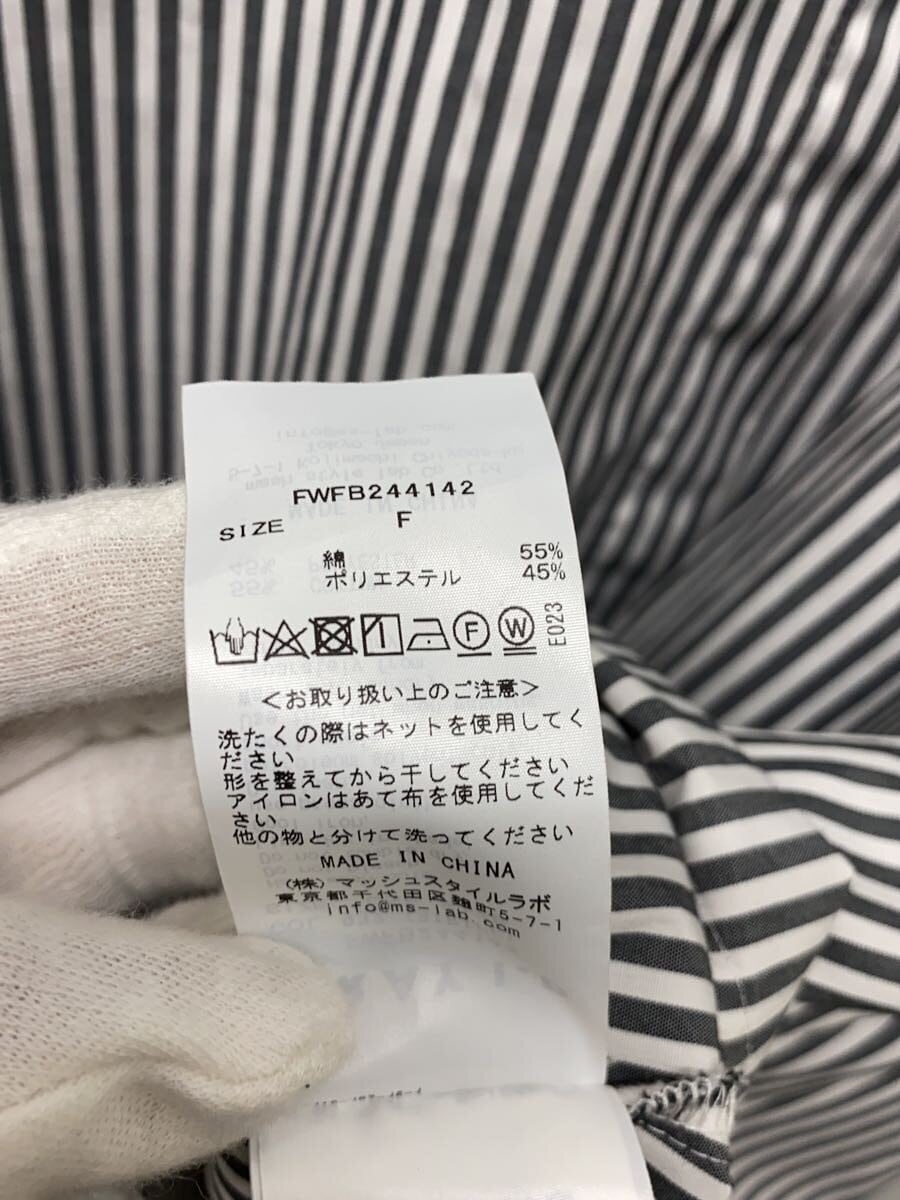 FWFB244142
SIZE F
綿 55%
ポリエステル 45%
F W E023
<お取り扱い上のご注意>
洗たくの際はネットを使用してく
ださい
形を整えてから干してください
アイロンはあて布を使用してくだ
さい
他の物と分けて洗ってください
MADE IN CHINA
(株)マッシュスタイルラボ
東京都千代田区麹町5-7-1
info@ms-lab.com